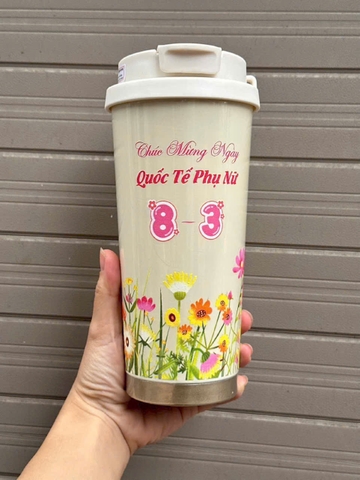 Chúc Mừng Ngày
Quốc Tế Phụ Nữ
8-3